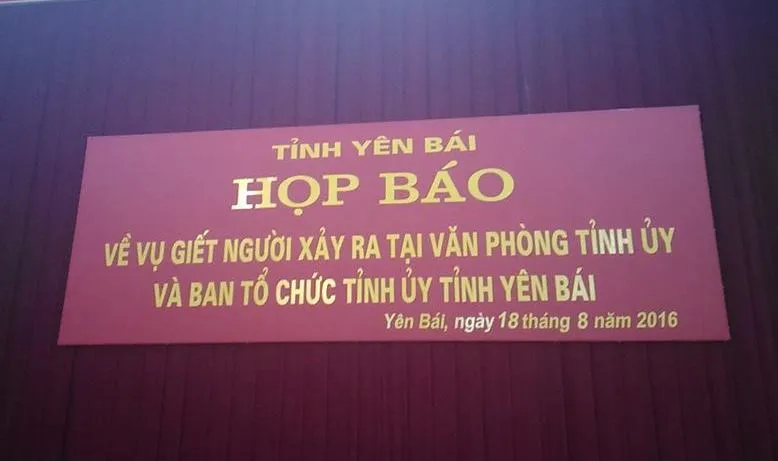 TỈNH YÊN BÁI
HỌP BÁO
VỀ VỤ GIẾT NGƯỜI XẢY RA TẠI VĂN PHÒNG TỈNH ỦY
VÀ BAN TỔ CHỨC TỈNH ỦY TỈNH YÊN BÁI
Yên Bái, ngày 18 tháng 8 năm 2016